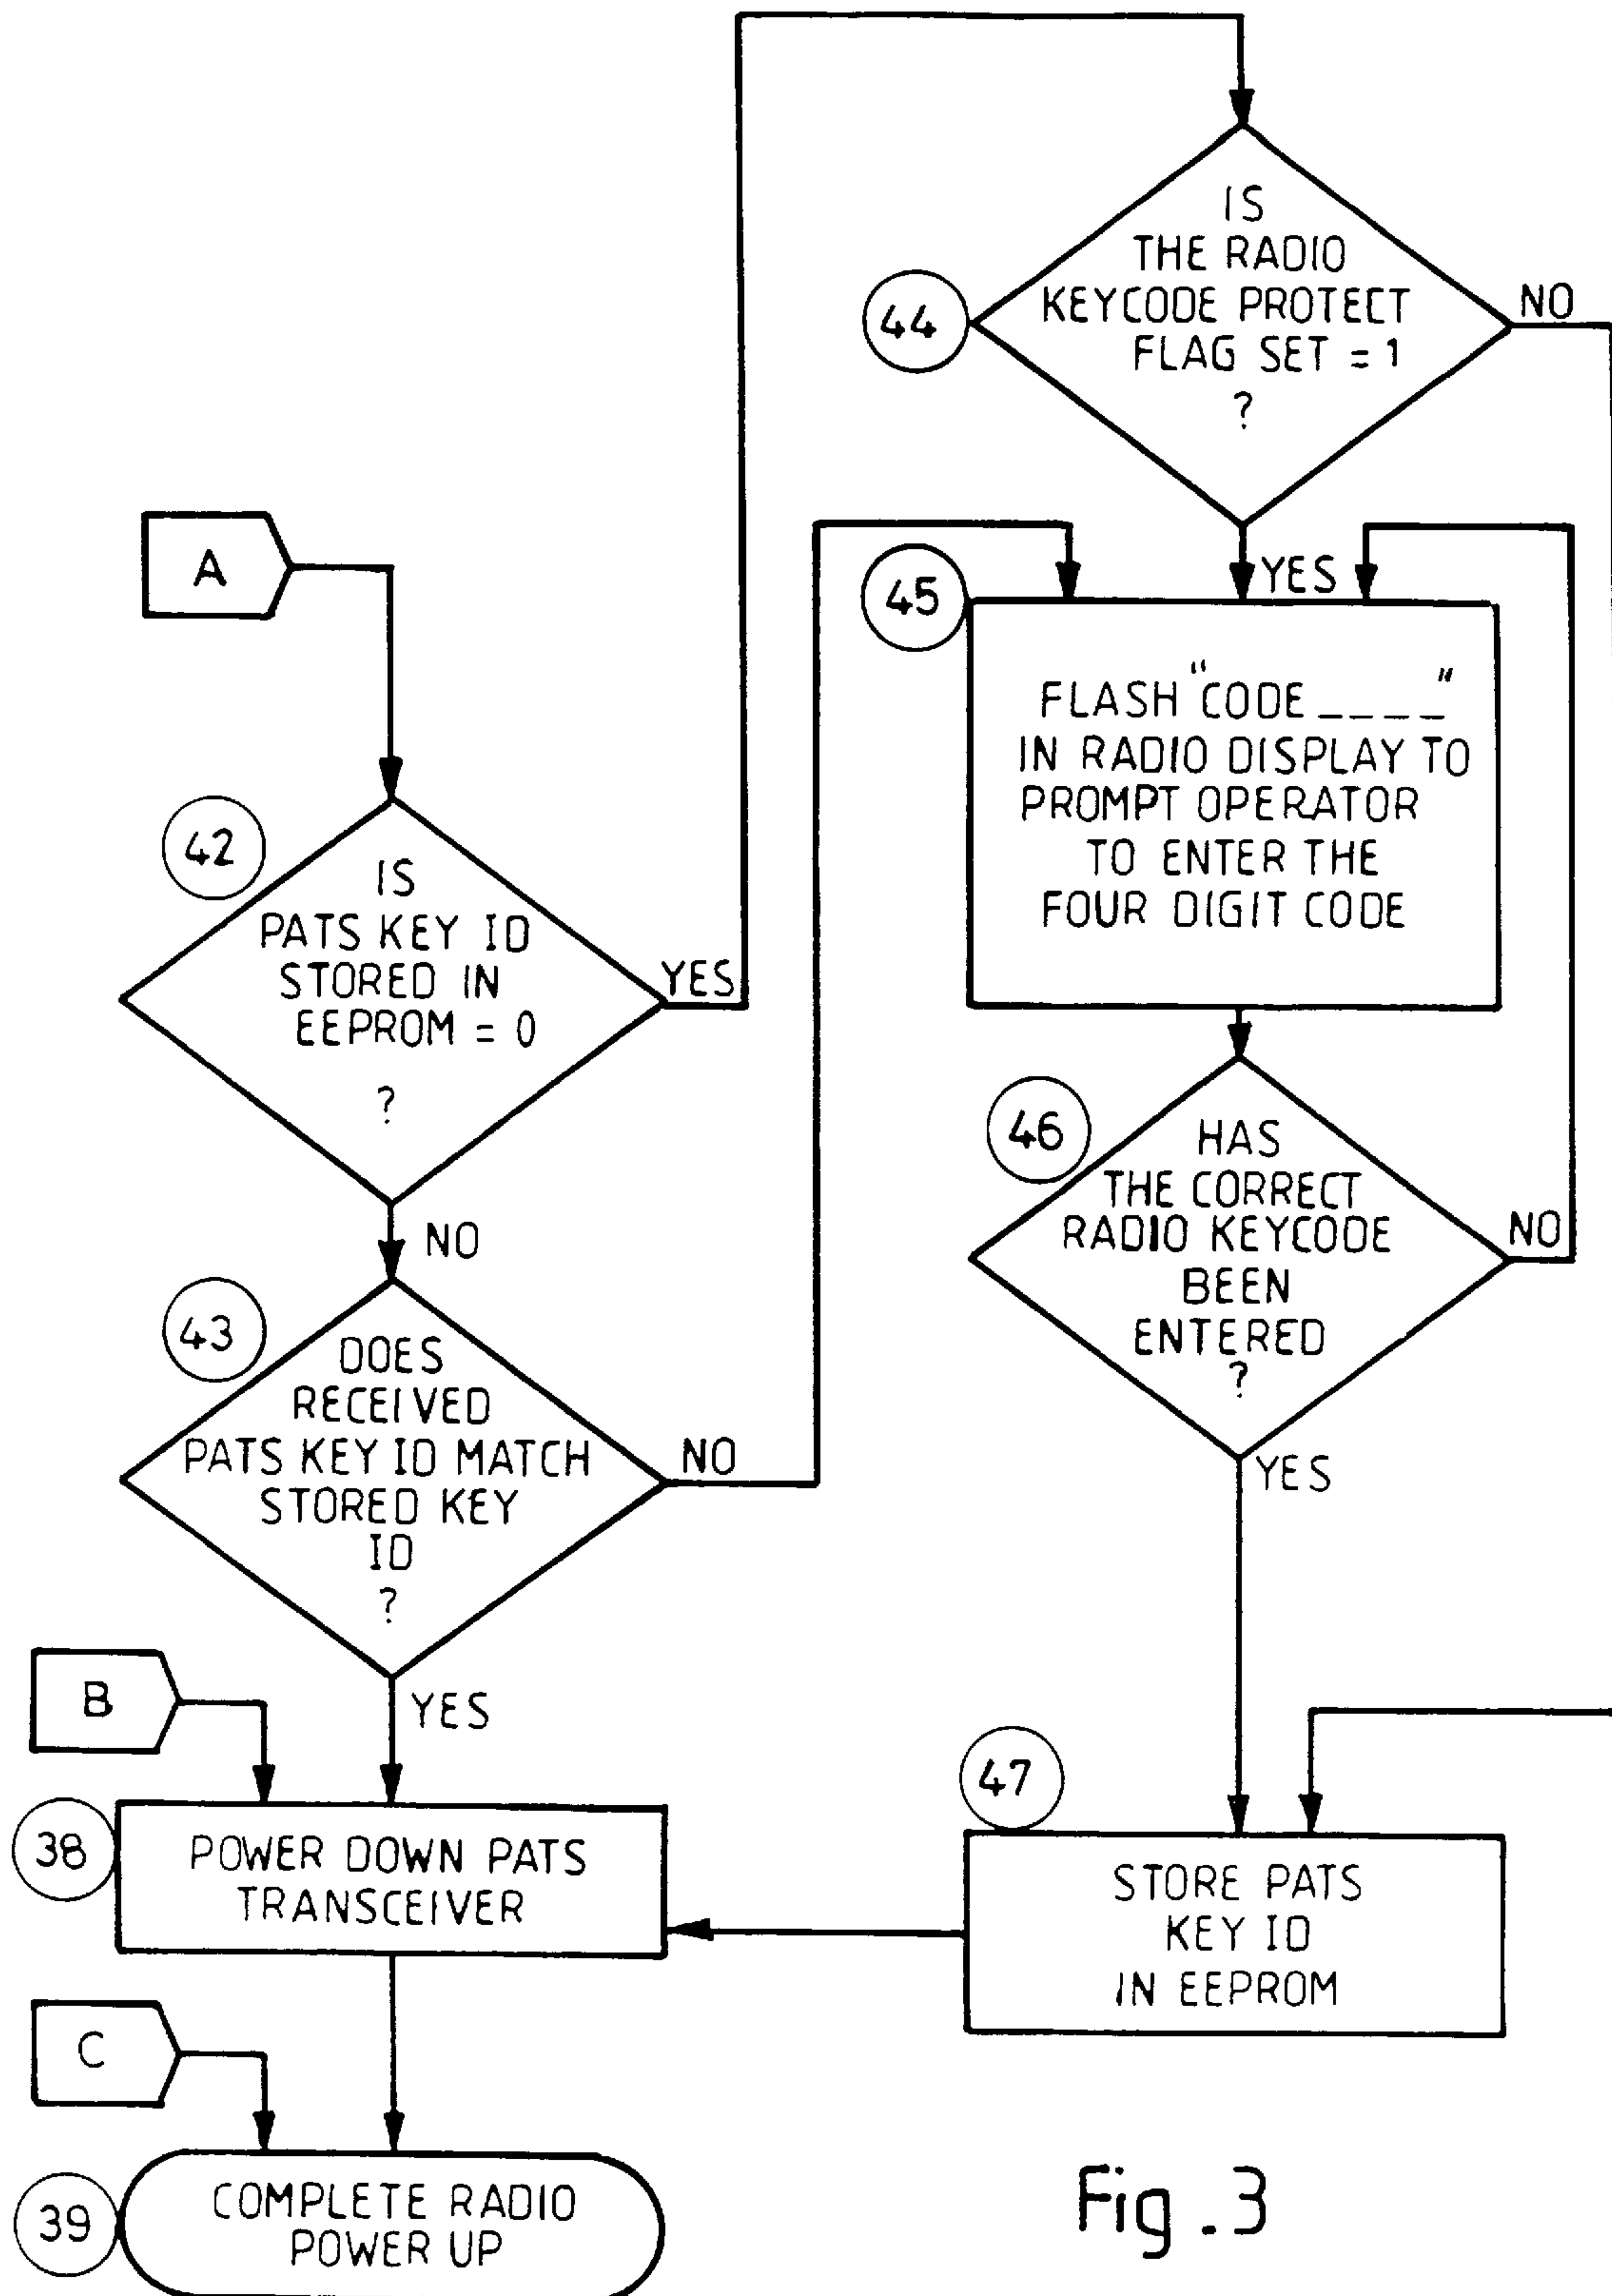 IS
THE RADIO
KEYCODE PROTECT
FLAG SET = 1
?
44
NO
YES
A
45
FLASH "CODE _ _ _ _"
IN RADIO DISPLAY TO
PROMPT OPERATOR
TO ENTER THE
FOUR DIGIT CODE
42
IS
PATS KEY ID
STORED IN
EEPROM = 0
?
YES
NO
46
HAS
THE CORRECT
RADIO KEYCODE
BEEN
ENTERED
?
NO
YES
43
DOES
RECEIVED
PATS KEY ID MATCH
STORED KEY
ID
?
NO
YES
B
38
POWER DOWN PATS
TRANSCEIVER
47
STORE PATS
KEY ID
IN EEPROM
C
39
COMPLETE RADIO
POWER UP
Fig. 3